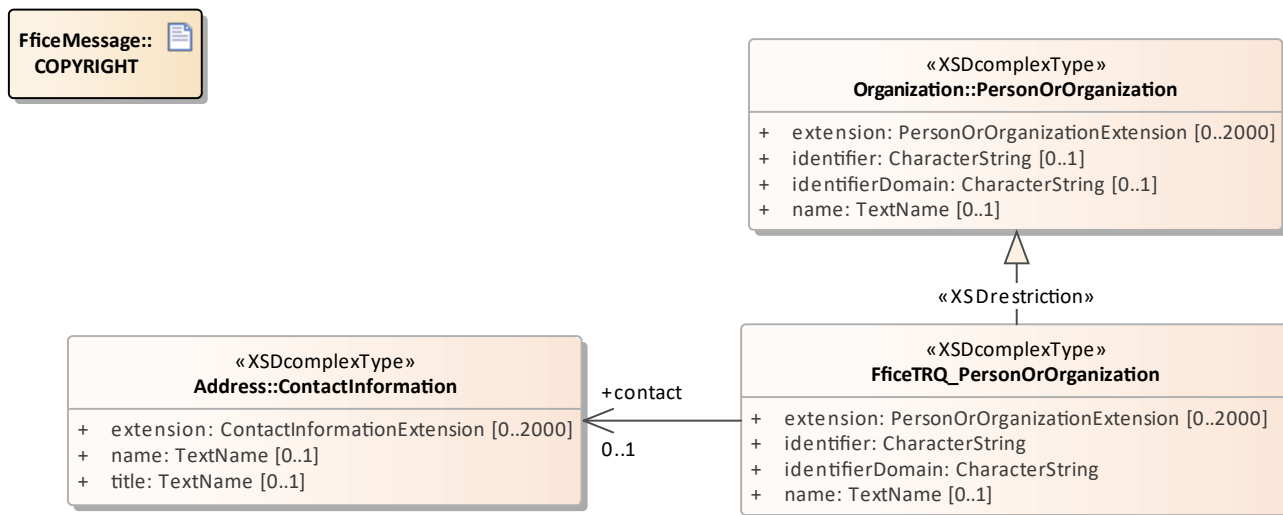 FficeMessage::
COPYRIGHT
«XSDcomplexType»
Organization::PersonOrOrganization
+ extension: PersonOrOrganizationExtension [0..2000]
+ identifier: CharacterString [0..1]
+ identifierDomain: CharacterString [0..1]
+ name: TextName [0..1]
«XSDrestriction»
«XSDcomplexType»
Address::ContactInformation
+ extension: ContactInformationExtension [0..2000]
+ name: TextName [0..1]
+ title: TextName [0..1]
+contact
0..1
«XSDcomplexType»
FficeTRQ_PersonOrOrganization
+ extension: PersonOrOrganizationExtension [0..2000]
+ identifier: CharacterString
+ identifierDomain: CharacterString
+ name: TextName [0..1]